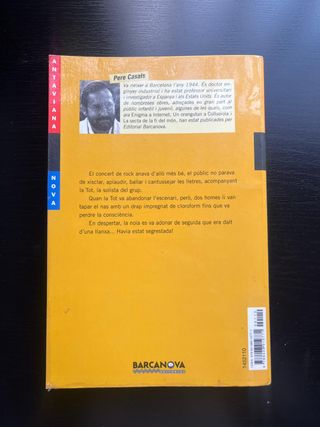 Pere Casals
Va néixer a Barcelona l'any 1944. És doctor en-
ginyer industrial i ha estat professor universitari
i investigador a Espanya i als Estats Units. És autor
de nombroses obres, adreçades en gran part al
públic infantil i juvenil, algunes de les quals, com
ara Enigma a Internet, Un orangutan a Collserola i
La secta de la fi del món, han estat publicades per
Editorial Barcanova.
ANTAVIANA
NOVA
El concert de rock anava d'allò més bé, el públic no parava
de xisclar, aplaudir, ballar i cantussejar les lletres, acompanyant
la Tot, la solista del grup.
Quan la Tot va abandonar l'escenari, però, dos homes li van
tapar el nas amb un drap impregnat de cloroform fins que va
perdre la consciència.
En despertar, la noia es va adonar de seguida que era dalt
d'una llanxa... Havia estat segrestada!
1492110
BARCANOVA